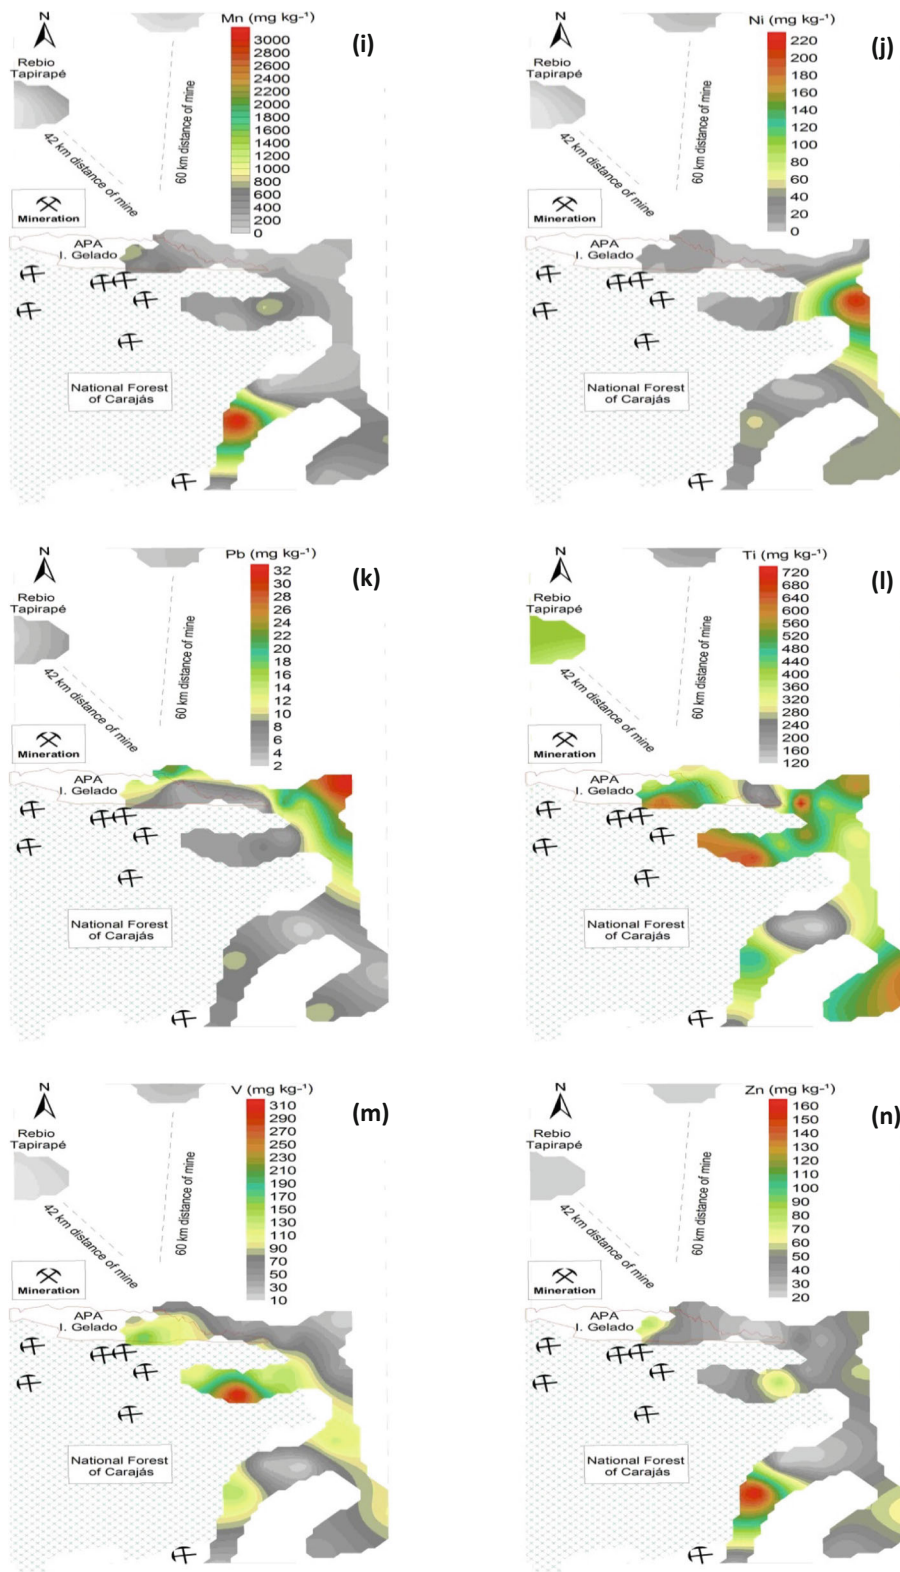 Mn (mg kg⁻¹)
(i)
N
Rebio
Tapirapé
42 km distance of mine
60 km distance of mine
3000
2800
2600
2400
2200
2000
1800
1600
1400
1200
1000
800
600
400
200
0
Mineration
APA
I. Gelado
National Forest
of Carajás
Ni (mg kg⁻¹)
(j)
N
Rebio
Tapirapé
42 km distance of mine
60 km distance of mine
220
200
180
160
140
120
100
80
60
40
20
0
Mineration
APA
I. Gelado
National Forest
of Carajás
Pb (mg kg⁻¹)
(k)
N
Rebio
Tapirapé
42 km distance of mine
60 km distance of mine
32
30
28
26
24
22
20
18
16
14
12
10
8
6
4
2
Mineration
APA
I. Gelado
National Forest
of Carajás
Ti (mg kg⁻¹)
(l)
N
Rebio
Tapirapé
42 km distance of mine
60 km distance of mine
720
680
640
600
560
520
480
440
400
360
320
280
240
200
160
120
Mineration
APA
I. Gelado
National Forest
of Carajás
V (mg kg⁻¹)
(m)
N
Rebio
Tapirapé
42 km distance of mine
60 km distance of mine
310
290
270
250
230
210
190
170
150
130
110
90
70
50
30
10
Mineration
APA
I. Gelado
National Forest
of Carajás
Zn (mg kg⁻¹)
(n)
N
Rebio
Tapirapé
42 km distance of mine
60 km distance of mine
160
150
140
130
120
110
100
90
80
70
60
50
40
30
20
Mineration
APA
I. Gelado
National Forest
of Carajás